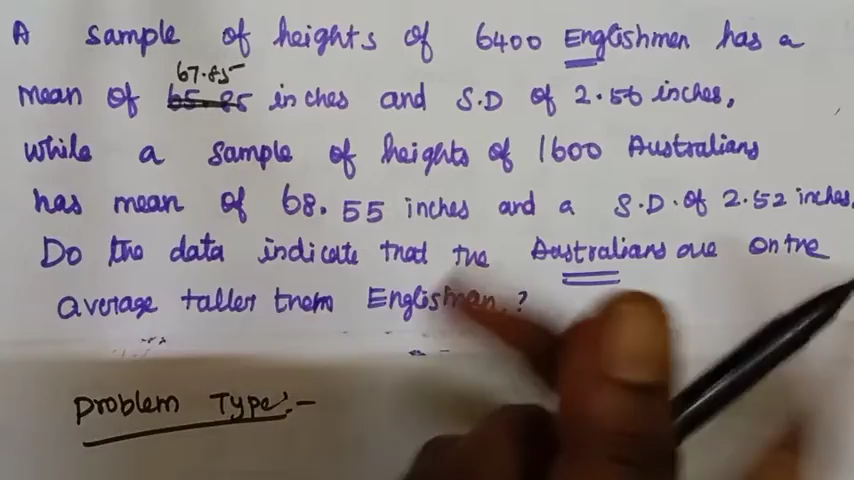 A sample of heights of 6400 Englishmen has a
67.85
mean of 65.85 inches and S.D of 2.56 inches,
while a sample of heights of 1600 Australians
has mean of 68.55 inches and a S.D. of 2.52 inches.
Do the data indicate that the Australians are on the
average taller them Englishman.?
problem Type:-